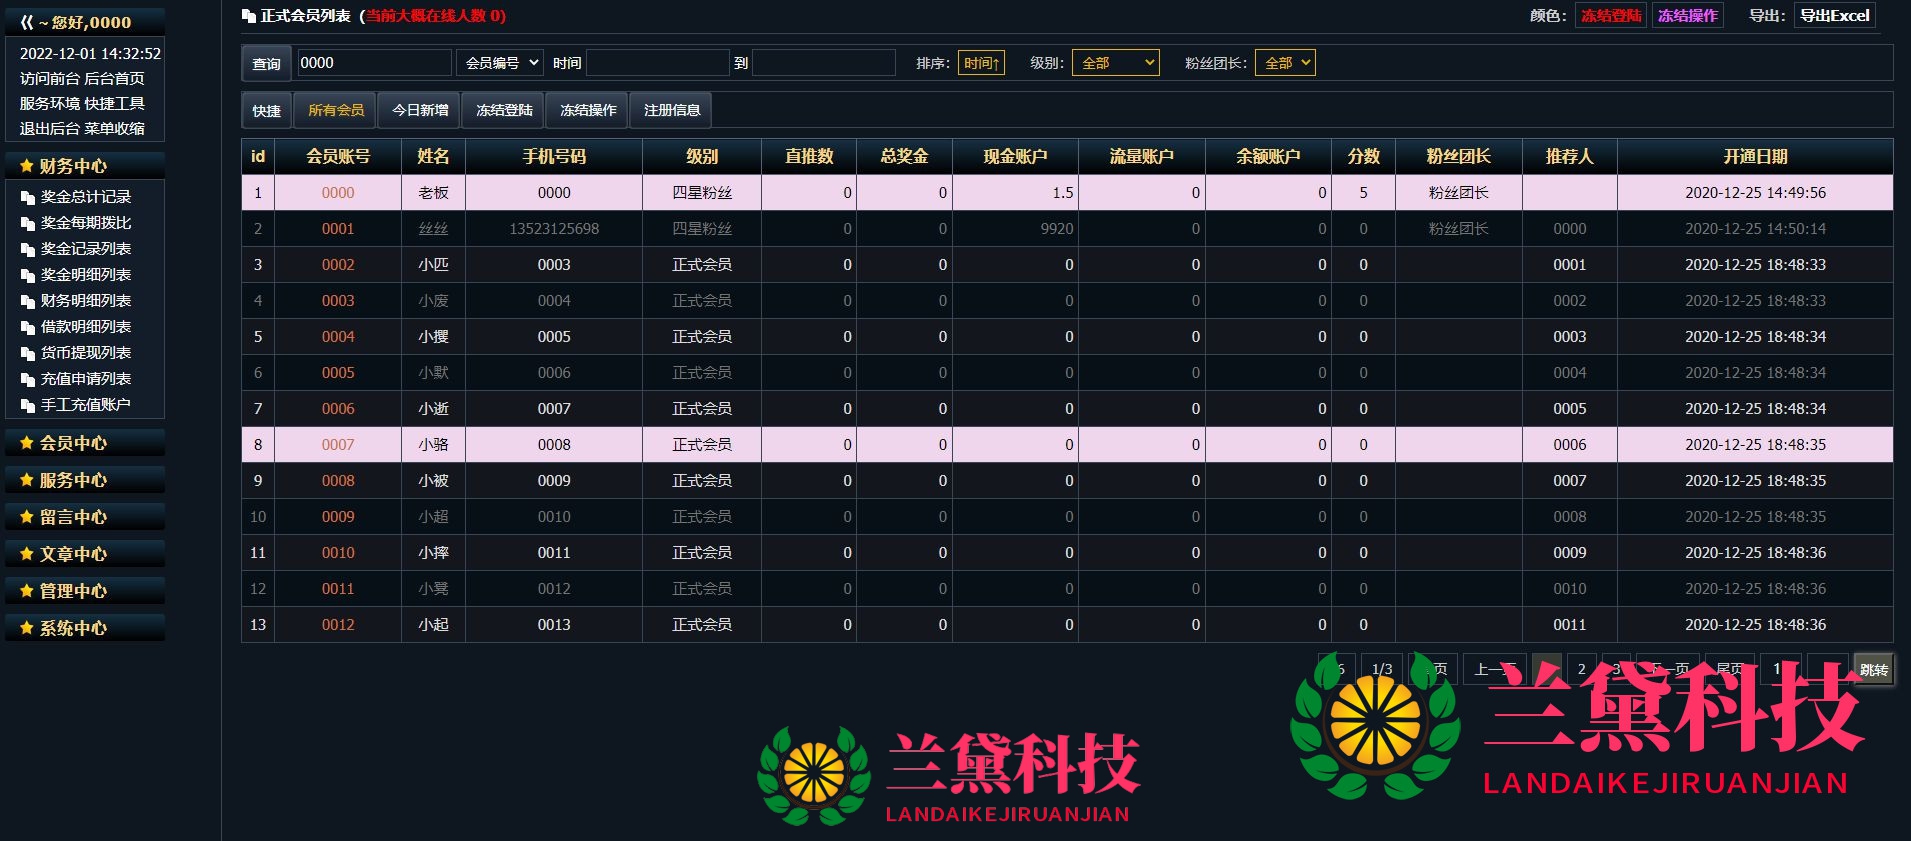 ~您好,0000
2022-12-01 14:32:52
访问前台 后台首页
服务环境 快捷工具
退出后台 菜单收缩
财务中心
奖金总计记录
奖金每期拨比
奖金记录列表
奖金明细列表
财务明细列表
借款明细列表
货币提现列表
充值申请列表
手工充值账户
会员中心
服务中心
留言中心
文章中心
管理中心
系统中心
正式会员列表 (当前大概在线人数 0) 颜色: 冻结登陆 冻结操作 导出: 导出Excel
查询 0000 会员编号 时间 到 排序: 时间↑ 级别: 全部 粉丝团长: 全部
快捷 所有会员 今日新增 冻结登陆 冻结操作 注册信息
id 会员账号 姓名 手机号码 级别 直推数 总奖金 现金账户 流量账户 余额账户 分数 粉丝团长 推荐人 开通日期
1 0000 老板 0000 四星粉丝 0 0 1.5 0 0 5 粉丝团长 2020-12-25 14:49:56
2 0001 丝丝 13523125698 四星粉丝 0 0 9920 0 0 0 粉丝团长 0000 2020-12-25 14:50:14
3 0002 小匹 0003 正式会员 0 0 0 0 0 0 0001 2020-12-25 18:48:33
4 0003 小废 0004 正式会员 0 0 0 0 0 0 0002 2020-12-25 18:48:33
5 0004 小撄 0005 正式会员 0 0 0 0 0 0 0003 2020-12-25 18:48:34
6 0005 小默 0006 正式会员 0 0 0 0 0 0 0004 2020-12-25 18:48:34
7 0006 小逝 0007 正式会员 0 0 0 0 0 0 0005 2020-12-25 18:48:34
8 0007 小骆 0008 正式会员 0 0 0 0 0 0 0006 2020-12-25 18:48:35
9 0008 小被 0009 正式会员 0 0 0 0 0 0 0007 2020-12-25 18:48:35
10 0009 小超 0010 正式会员 0 0 0 0 0 0 0008 2020-12-25 18:48:35
11 0010 小摔 0011 正式会员 0 0 0 0 0 0 0009 2020-12-25 18:48:36
12 0011 小凳 0012 正式会员 0 0 0 0 0 0 0010 2020-12-25 18:48:36
13 0012 小起 0013 正式会员 0 0 0 0 0 0 0011 2020-12-25 18:48:36
1/3 页 上一页 2 3 下一页 尾页 1 跳转
兰黛科技
LANDAIKEJIRUANJIAN
兰黛科技
LANDAIKEJIRUANJIAN